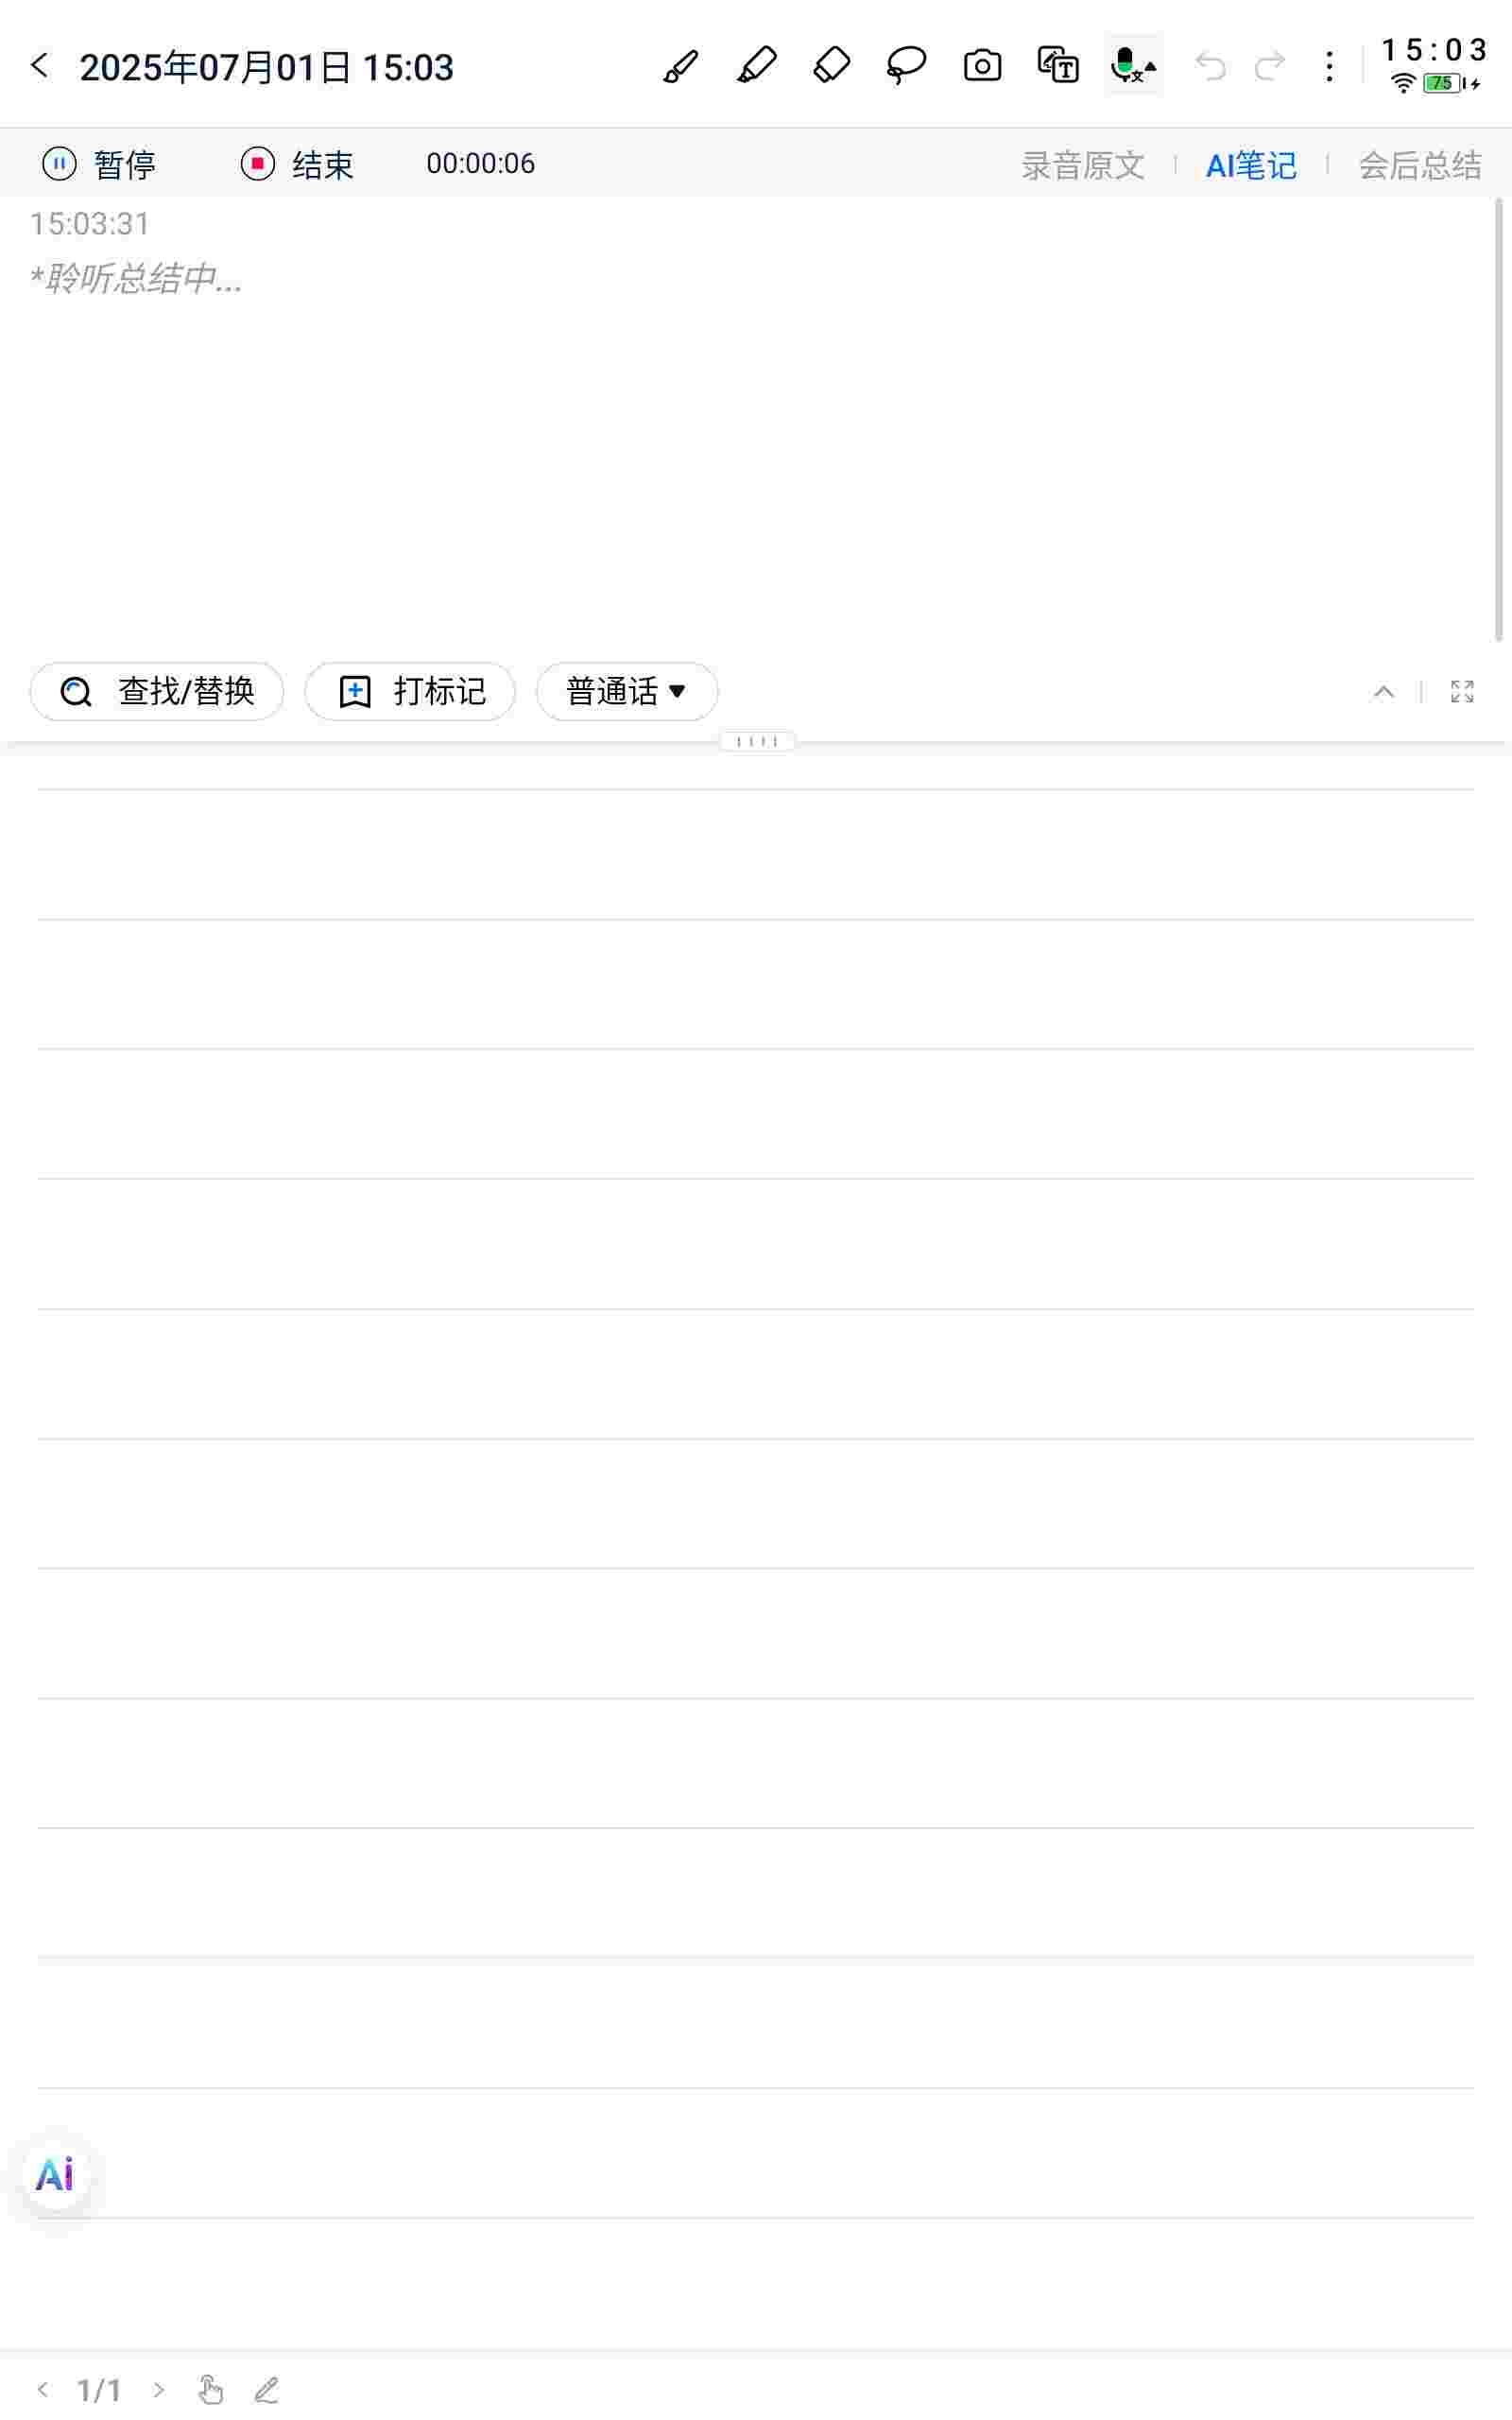 2025年07月01日 15:03
15:03
75
暂停 结束 00:00:06 录音原文 AI笔记 会后总结
15:03:31
*聆听总结中...
查找/替换 打标记 普通话
Ai
1/1